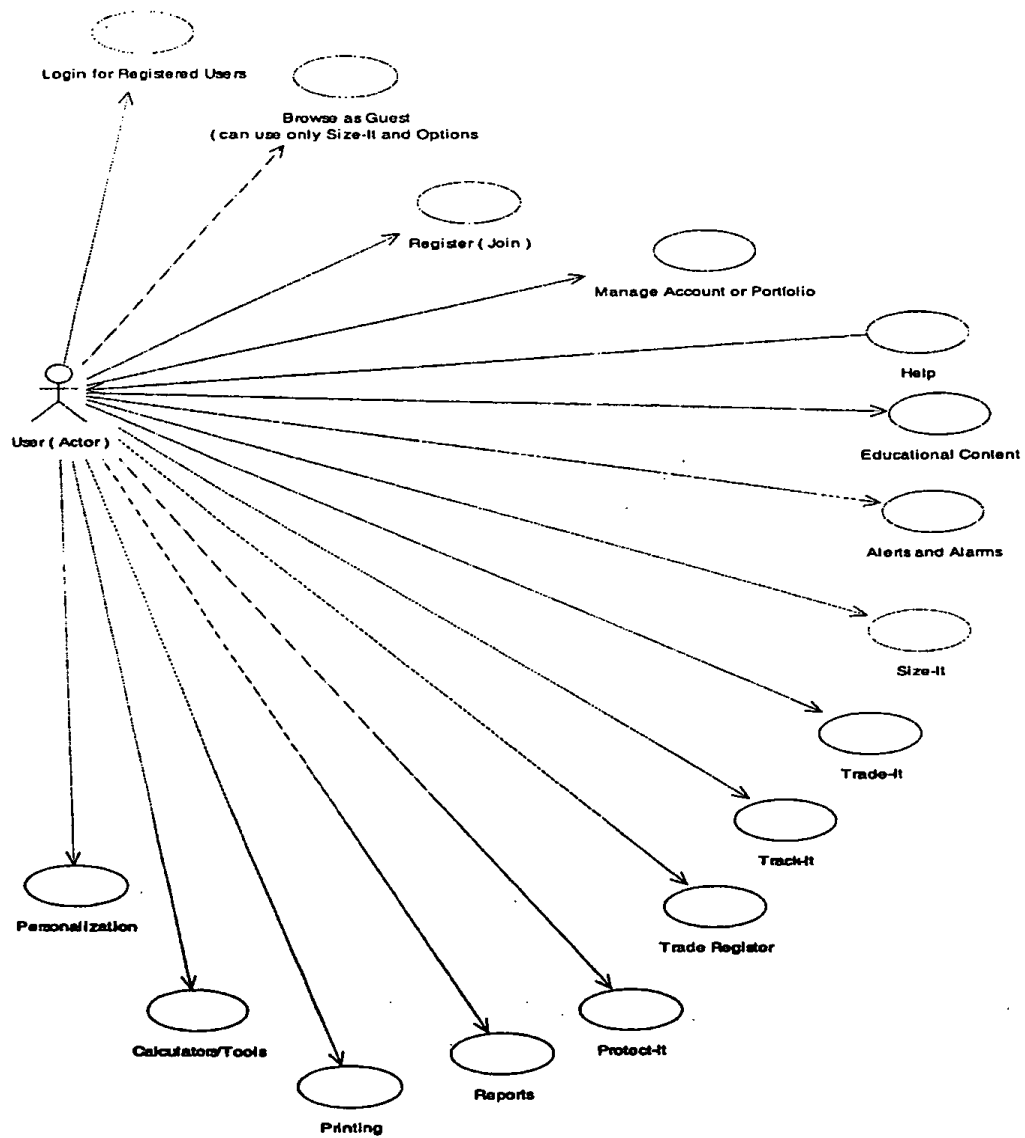 Login for Registered Users
Browse as Guest
( can use only Size-It and Options
Register ( Join )
Manage Account or Portfolio
Help
User ( Actor )
Educational Content
Alerts and Alarms
Size-It
Trade-It
Track-It
Personalization
Trade Register
Calculators/Tools
Protect-It
Reports
Printing